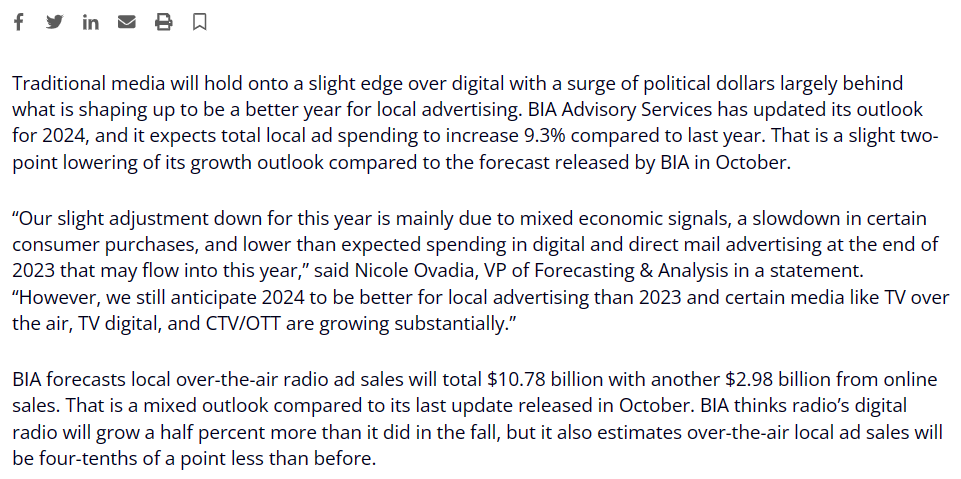 Traditional media will hold onto a slight edge over digital with a surge of political dollars largely behind
what is shaping up to be a better year for local advertising. BIA Advisory Services has updated its outlook
for 2024, and it expects total local ad spending to increase 9.3% compared to last year. That is a slight two-
point lowering of its growth outlook compared to the forecast released by BIA in October.
“Our slight adjustment down for this year is mainly due to mixed economic signals, a slowdown in certain
consumer purchases, and lower than expected spending in digital and direct mail advertising at the end of
2023 that may flow into this year,” said Nicole Ovadia, VP of Forecasting & Analysis in a statement.
“However, we still anticipate 2024 to be better for local advertising than 2023 and certain media like TV over
the air, TV digital, and CTV/OTT are growing substantially.”
BIA forecasts local over-the-air radio ad sales will total $10.78 billion with another $2.98 billion from online
sales. That is a mixed outlook compared to its last update released in October. BIA thinks radio’s digital
radio will grow a half percent more than it did in the fall, but it also estimates over-the-air local ad sales will
be four-tenths of a point less than before.